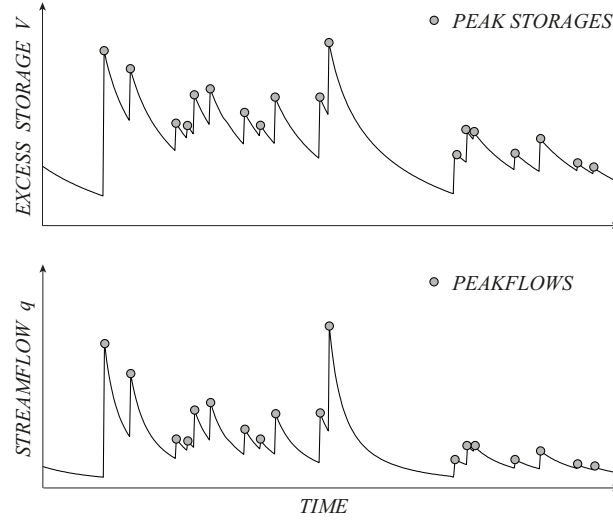 EXCESS STORAGE V
PEAK STORAGES
STREAMFLOW q
PEAKFLOWS
TIME